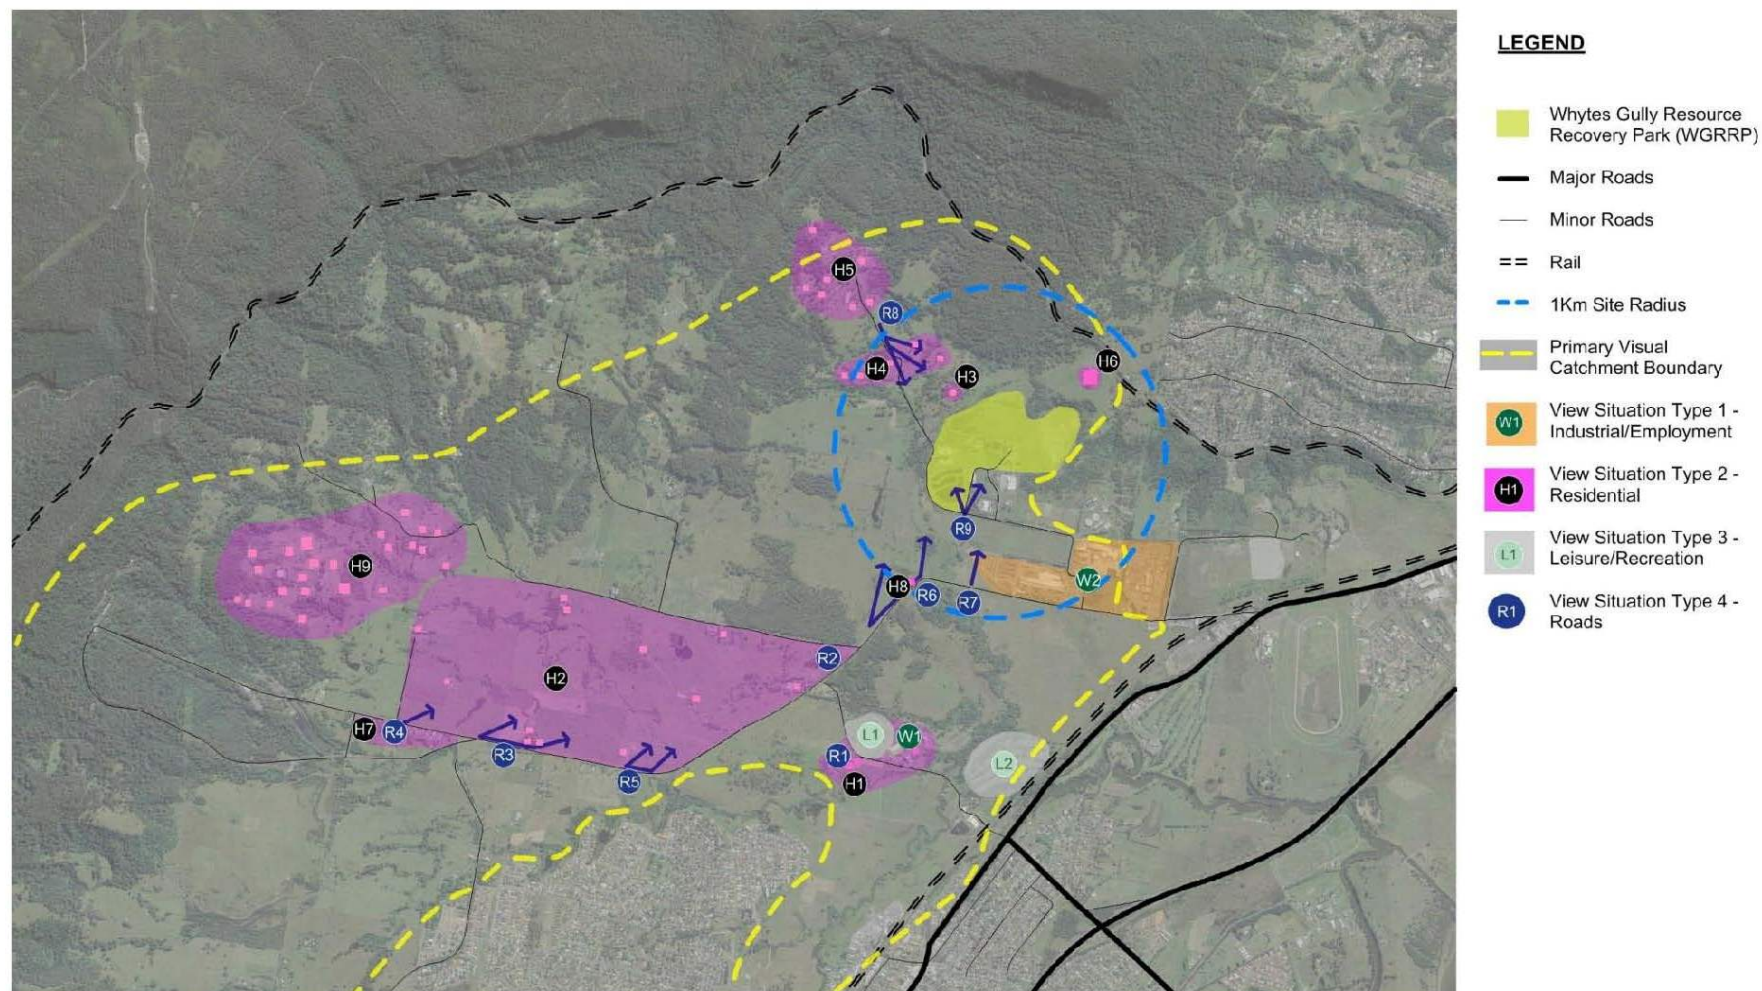 LEGEND
Whytes Gully Resource
Recovery Park (WGRRP)
Major Roads
Minor Roads
Rail
1Km Site Radius
Primary Visual
Catchment Boundary
W1
View Situation Type 1 -
Industrial/Employment
H1
View Situation Type 2 -
Residential
L1
View Situation Type 3 -
Leisure/Recreation
R1
View Situation Type 4 -
Roads
H5
R8
H4
H3
H6
R9
H9
H8
R6
R7
W2
R2
H2
H7
R4
R3
R5
L1
W1
R1
H1
L2